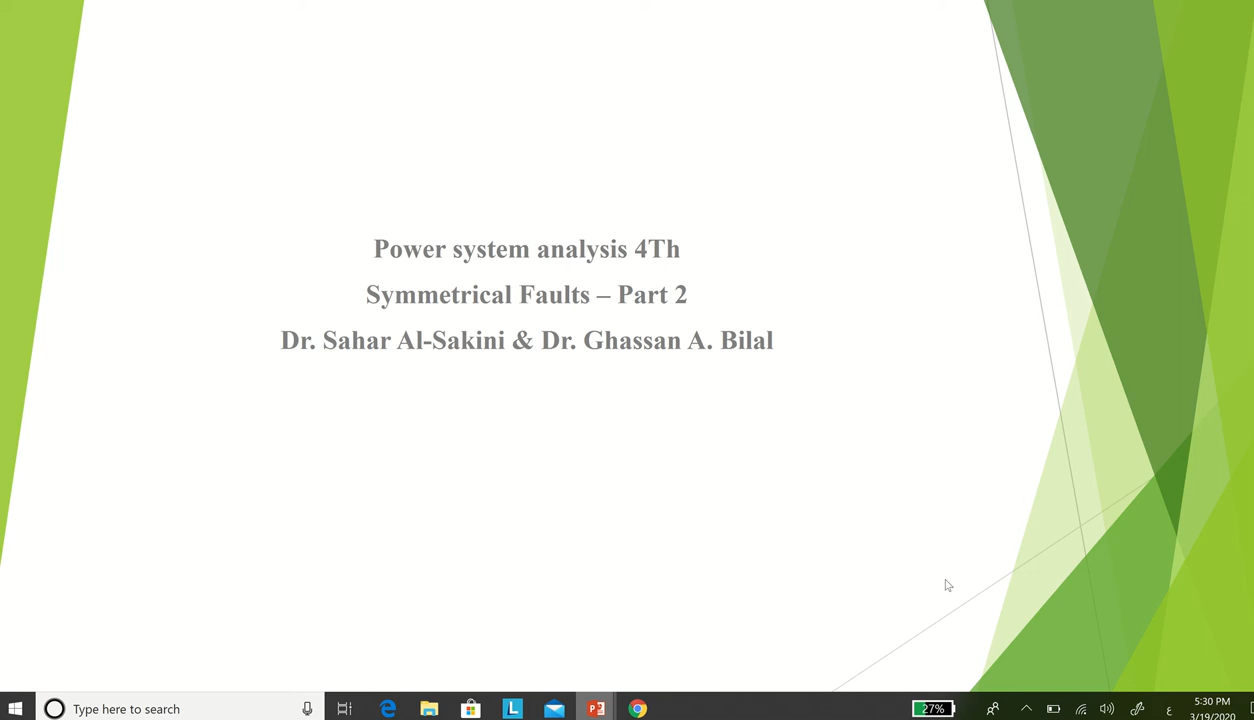 Power system analysis 4Th
Symmetrical Faults – Part 2
Dr. Sahar Al-Sakini & Dr. Ghassan A. Bilal
Type here to search
L
27%
ع
5:30 PM
3/19/2020